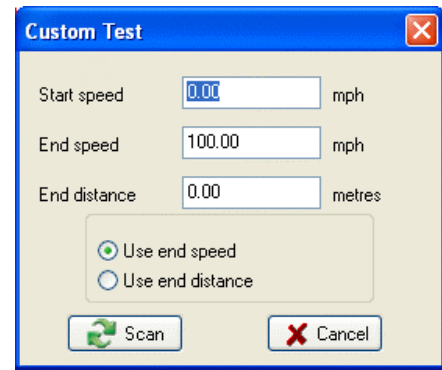 Custom Test
Start speed 0.00 mph
End speed 100.00 mph
End distance 0.00 metres
Use end speed
Use end distance
Scan Cancel